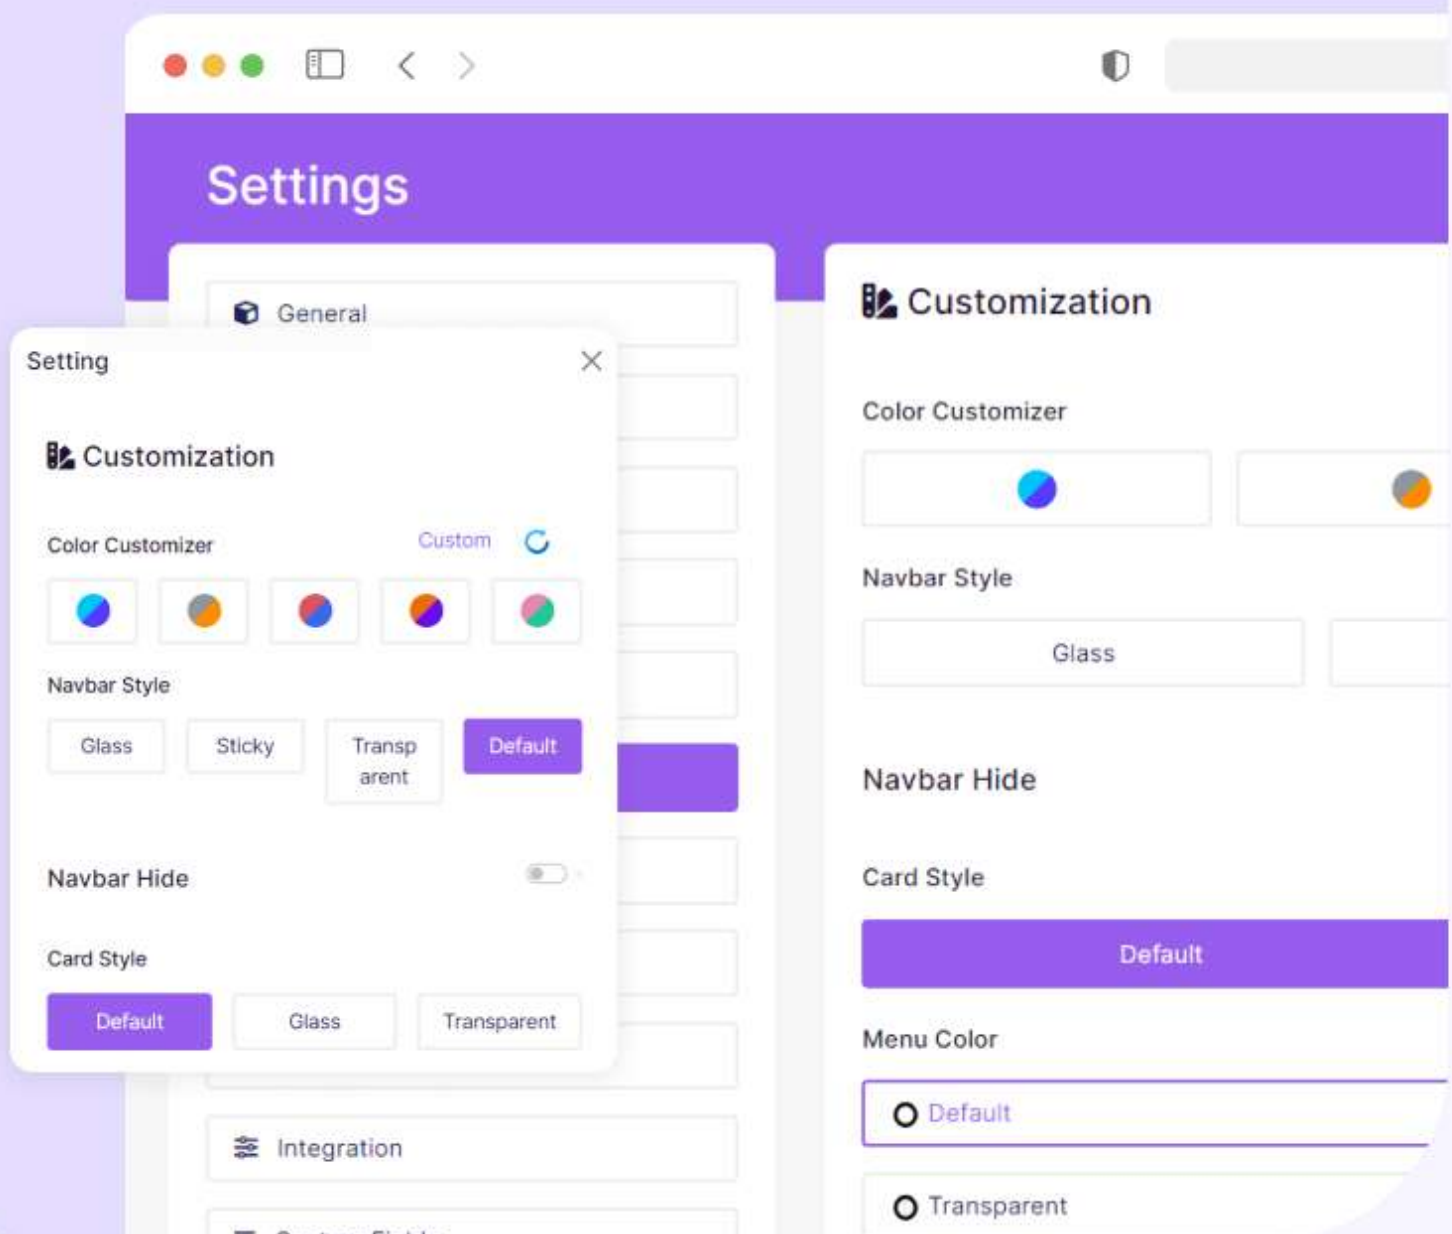 Settings
General
Setting
Customization
Color Customizer
Custom
Navbar Style
Glass
Sticky
Transp
arent
Default
Navbar Hide
Card Style
Default
Glass
Transparent
Integration
Customization
Color Customizer
Navbar Style
Glass
Navbar Hide
Card Style
Default
Menu Color
Default
Transparent